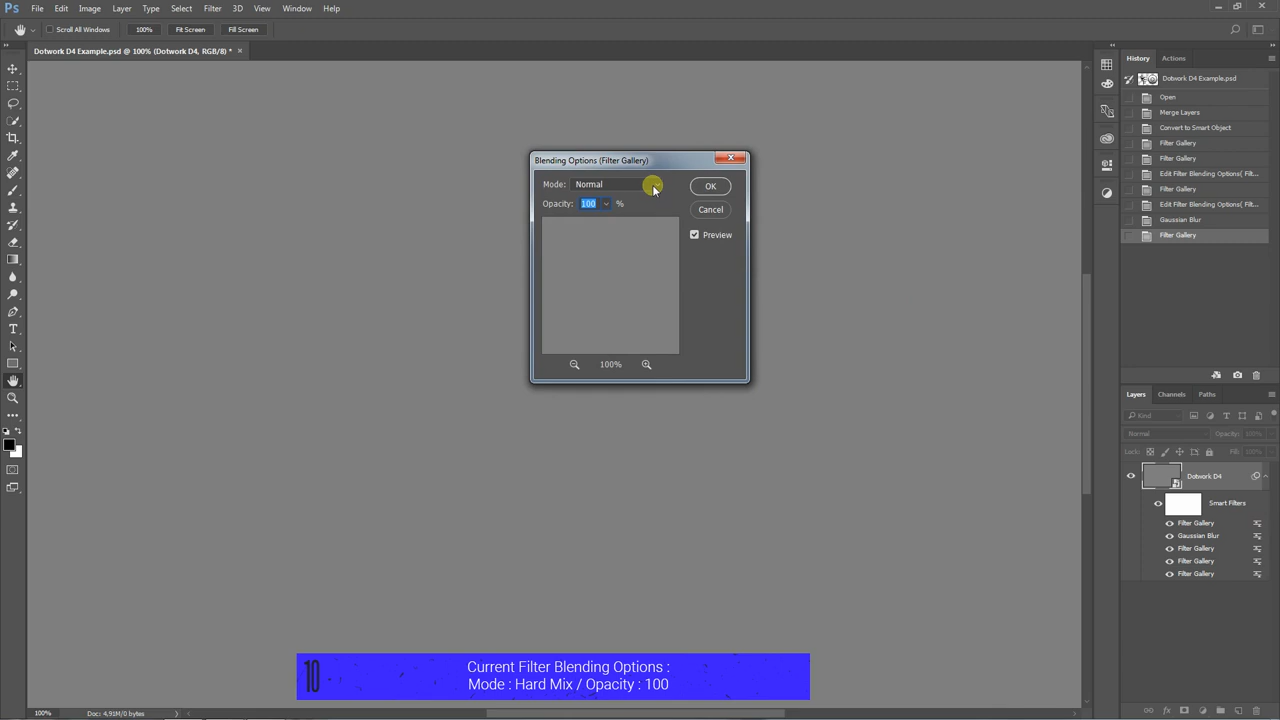 Ps File Edit Image Layer Type Select Filter 3D View Window Help
Scroll All Windows 100% Fit Screen Fill Screen
Dotwork D4 Example.psd @ 100% (Dotwork D4, RGB/8) * ×
History Actions
Dotwork D4 Example.psd
Open
Merge Layers
Convert to Smart Object
Filter Gallery
Filter Gallery
Edit Filter Blending Options( Filt...
Filter Gallery
Edit Filter Blending Options( Filt...
Gaussian Blur
Filter Gallery
Blending Options (Filter Gallery)
Mode: Normal
OK
Opacity: 100 %
Cancel
Preview
100%
Layers Channels Paths
Kind
Normal Opacity: 100%
Lock: Fill: 100%
Dotwork D4
Smart Filters
Filter Gallery
Gaussian Blur
Filter Gallery
Filter Gallery
Filter Gallery
10
Current Filter Blending Options :
Mode : Hard Mix / Opacity : 100
100% Doc: 4,91M/0 bytes